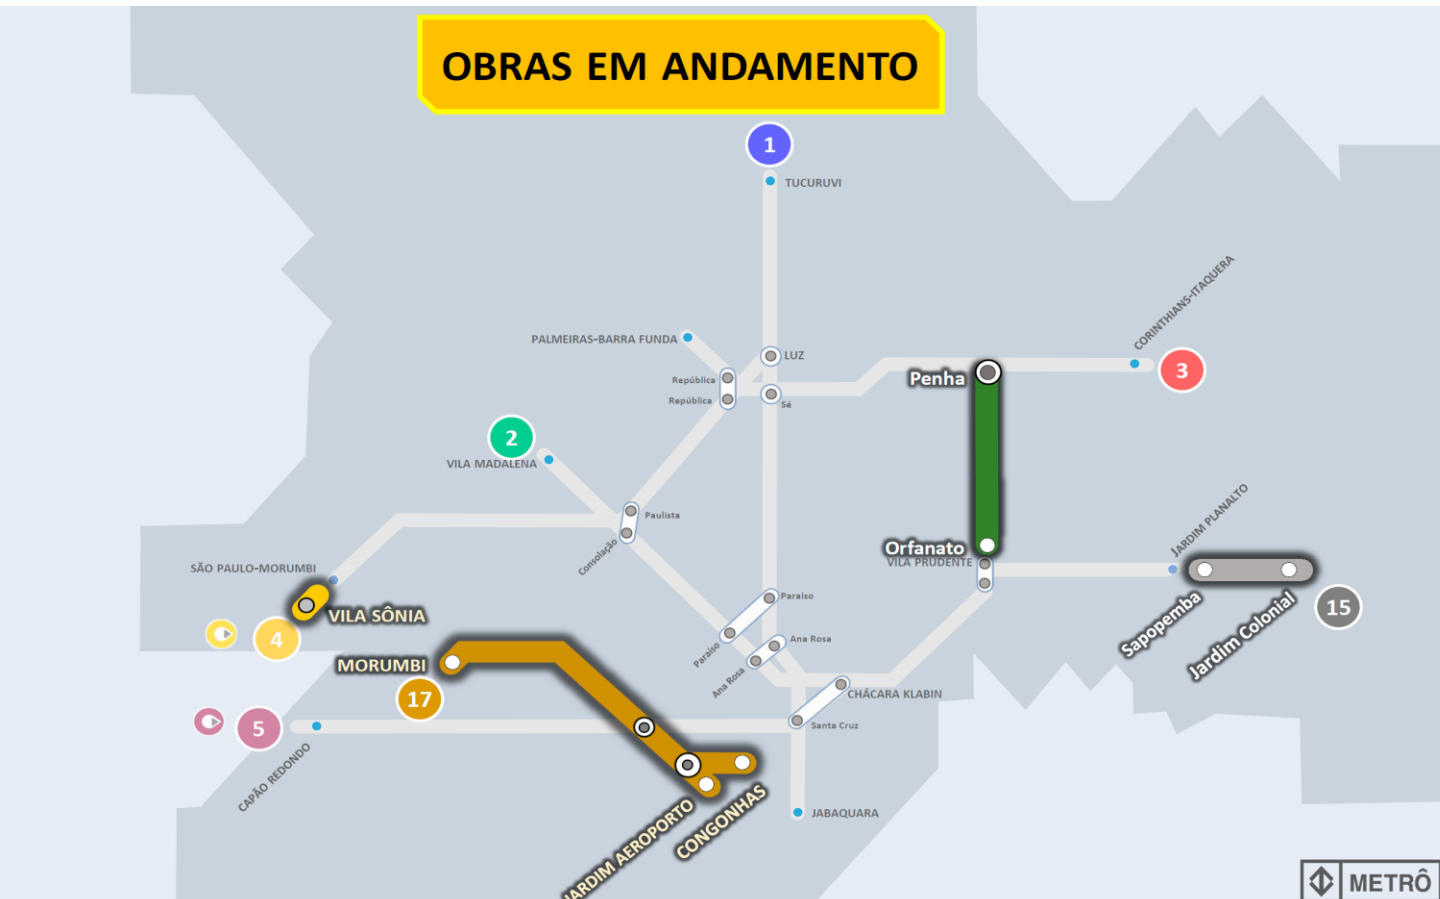 OBRAS EM ANDAMENTO
1
TUCURUVI
CORINTHIANS-ITAQUERA
PALMEIRAS-BARRA FUNDA
LUZ
República
República
Sé
Penha
3
2
VILA MADALENA
Paulista
Consolação
JARDIM PLANALTO
Orfanato
VILA PRUDENTE
SÃO PAULO-MORUMBI
VILA SÔNIA
4
Paraíso
Paraíso
Ana Rosa
Ana Rosa
Sapopemba
Jardim Colonial
15
MORUMBI
17
CHÁCARA KLABIN
Santa Cruz
5
CAPÃO REDONDO
JARDIM AEROPORTO
CONGONHAS
JABAQUARA
METRÔ